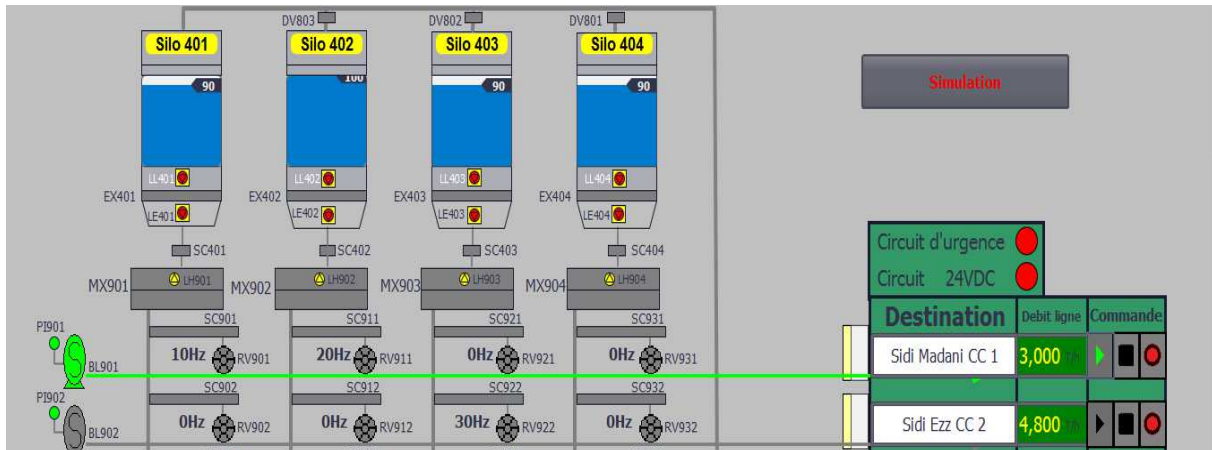 DV803 DV802 DV801
Silo 401 Silo 402 Silo 403 Silo 404
90 100 90 90
Simulation
LL401 LL402 LL403 LL404
EX401 EX402 EX403 EX404
LE401 LE402 LE403 LE404
Circuit d'urgence
SC401 SC402 SC403 SC404
Circuit 24VDC
MX901 LH901 MX902 LH902 MX903 LH903 MX904 LH904
Destination Debit ligne Commande
SC901 SC911 SC921 SC931
PI901
10Hz RV901 20Hz RV911 0Hz RV921 0Hz RV931
Sidi Madani CC 1 3,000 T/h
BL901
SC902 SC912 SC922 SC932
PI902
0Hz RV902 0Hz RV912 30Hz RV922 0Hz RV932
Sidi Ezz CC 2 4,800 T/h
BL902